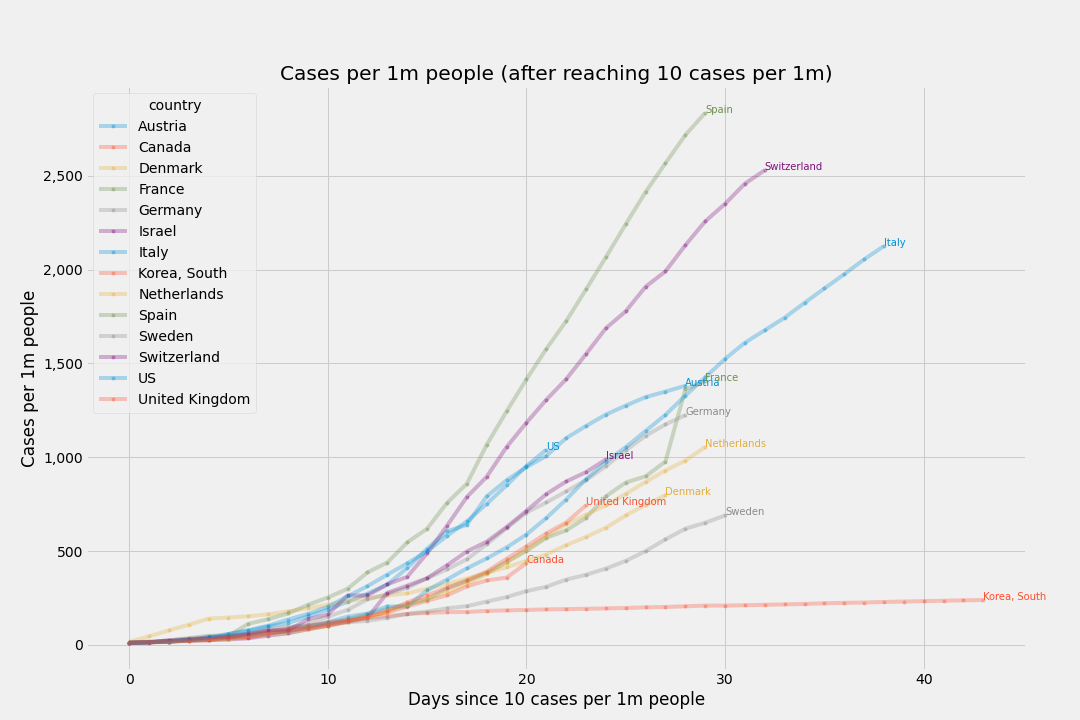 Cases per 1m people (after reaching 10 cases per 1m)
country
Austria
Canada
Denmark
France
Germany
Israel
Italy
Korea, South
Netherlands
Spain
Sweden
Switzerland
US
United Kingdom
Cases per 1m people
2,500
2,000
1,500
1,000
500
0
Spain
Switzerland
Italy
France
Austria
Germany
Netherlands
US
Israel
Denmark
United Kingdom
Sweden
Canada
Korea, South
0 10 20 30 40
Days since 10 cases per 1m people